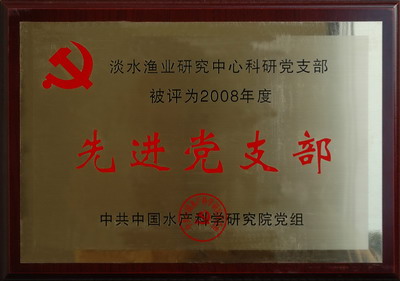 淡水渔业研究中心科研党支部
被评为2008年度
先进党支部
中共中国水产科学研究院党组